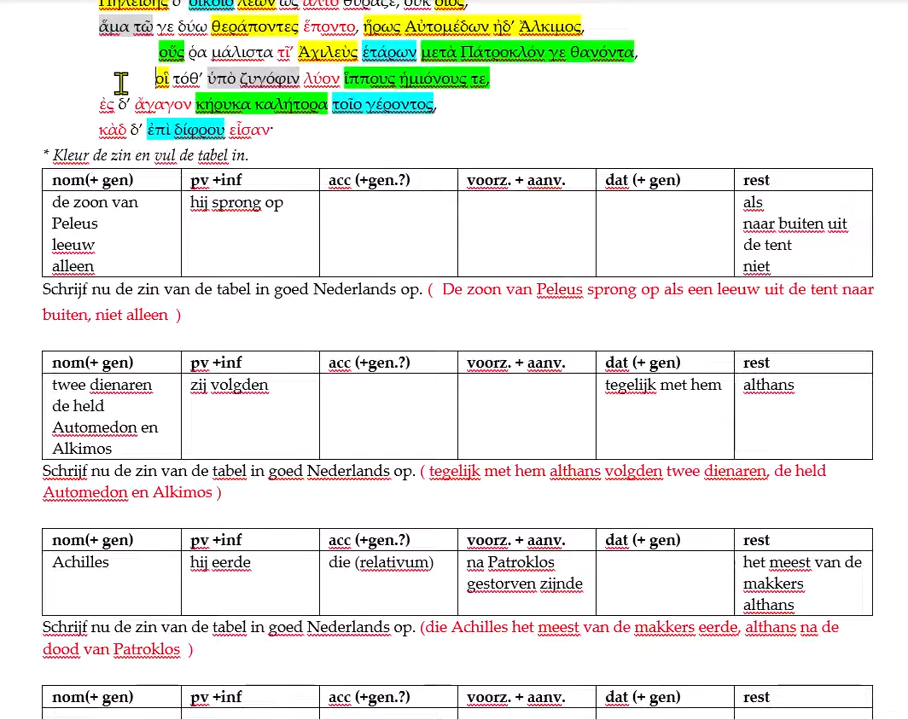 Πηλεΐδης δ’ οἴκοιο λέων ὣς ἆλτο θύραζε, οὐκ οἶος,
ἅμα τῶ γε δύω θεράποντες ἕποντο, ἥρως Αὐτομέδων ἠδ’ Ἄλκιμος,
οὕς ῥα μάλιστα τῖ’ Ἀχιλεὺς ἑτάρων μετὰ Πάτροκλόν γε θανόντα,
οἳ τόθ’ ὑπὸ ζυγόφιν λύον ἵππους ἡμιόνους τε,
ἐς δ’ ἄγαγον κήρυκα καλήτορα τοῖο γέροντος,
κὰδ δ’ ἐπὶ δίφρου εἷσαν·
* Kleur de zin en vul de tabel in.
nom(+ gen) pv +inf acc (+gen.?) voorz. + aanv. dat (+ gen) rest
de zoon van hij sprong op als
Peleus naar buiten uit
leeuw de tent
alleen niet
Schrijf nu de zin van de tabel in goed Nederlands op. ( De zoon van Peleus sprong op als een leeuw uit de tent naar
buiten, niet alleen )
nom(+ gen) pv +inf acc (+gen.?) voorz. + aanv. dat (+ gen) rest
twee dienaren zij volgden tegelijk met hem althans
de held
Automedon en
Alkimos
Schrijf nu de zin van de tabel in goed Nederlands op. ( tegelijk met hem althans volgden twee dienaren, de held
Automedon en Alkimos )
nom(+ gen) pv +inf acc (+gen.?) voorz. + aanv. dat (+ gen) rest
Achilles hij eerde die (relativum) na Patroklos het meest van de
gestorven zijnde makkers
althans
Schrijf nu de zin van de tabel in goed Nederlands op. (die Achilles het meest van de makkers eerde, althans na de
dood van Patroklos )
nom(+ gen) pv +inf acc (+gen.?) voorz. + aanv. dat (+ gen) rest